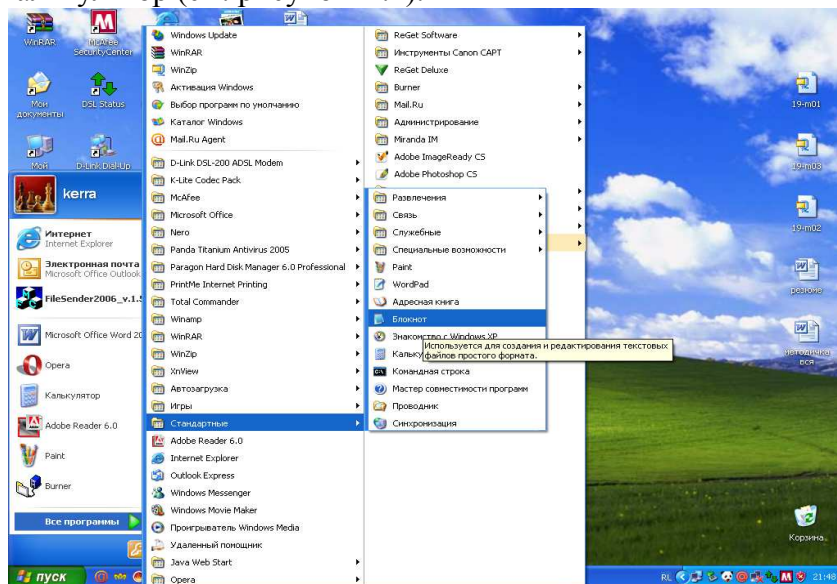 WinRAR
McAfee
SecurityCenter
Мои
документы
DSL Status
Мой
D-Link Dial-Up
kerra
Интернет
Internet Explorer
Электронная почта
Microsoft Office Outlook
FileSender2006_v.1.5
Microsoft Office Word 20
Opera
Калькулятор
Adobe Reader 6.0
Paint
Burner
Все программы
пуск
Windows Update
WinRAR
WinZip
Активация Windows
Выбор программ по умолчанию
Каталог Windows
Mail.Ru Agent
D-Link DSL-200 ADSL Modem
K-Lite Codec Pack
McAfee
Microsoft Office
Nero
Panda Titanium Antivirus 2005
Paragon Hard Disk Manager 6.0 Professional
PrintMe Internet Printing
Total Commander
Winamp
WinRAR
WinZip
XnView
Автозагрузка
Игры
Стандартные
Adobe Reader 6.0
Internet Explorer
Outlook Express
Windows Messenger
Windows Movie Maker
Проигрыватель Windows Media
Удаленный помощник
Java Web Start
Opera
ReGet Software
Инструменты Canon CAPT
ReGet Deluxe
Burner
Mail.Ru
Администрирование
Miranda IM
Adobe ImageReady CS
Adobe Photoshop CS
Развлечения
Связь
Служебные
Специальные возможности
Paint
WordPad
Адресная книга
Блокнот
Знакомство с Windows XP
Используется для создания и редактирования текстовых
файлов простого формата.
Кальку
Командная строка
Мастер совместимости программ
Проводник
Синхронизация
19-m01
19-m03
19-m02
резюме
методичка
вся
Корзина
RL
21:48